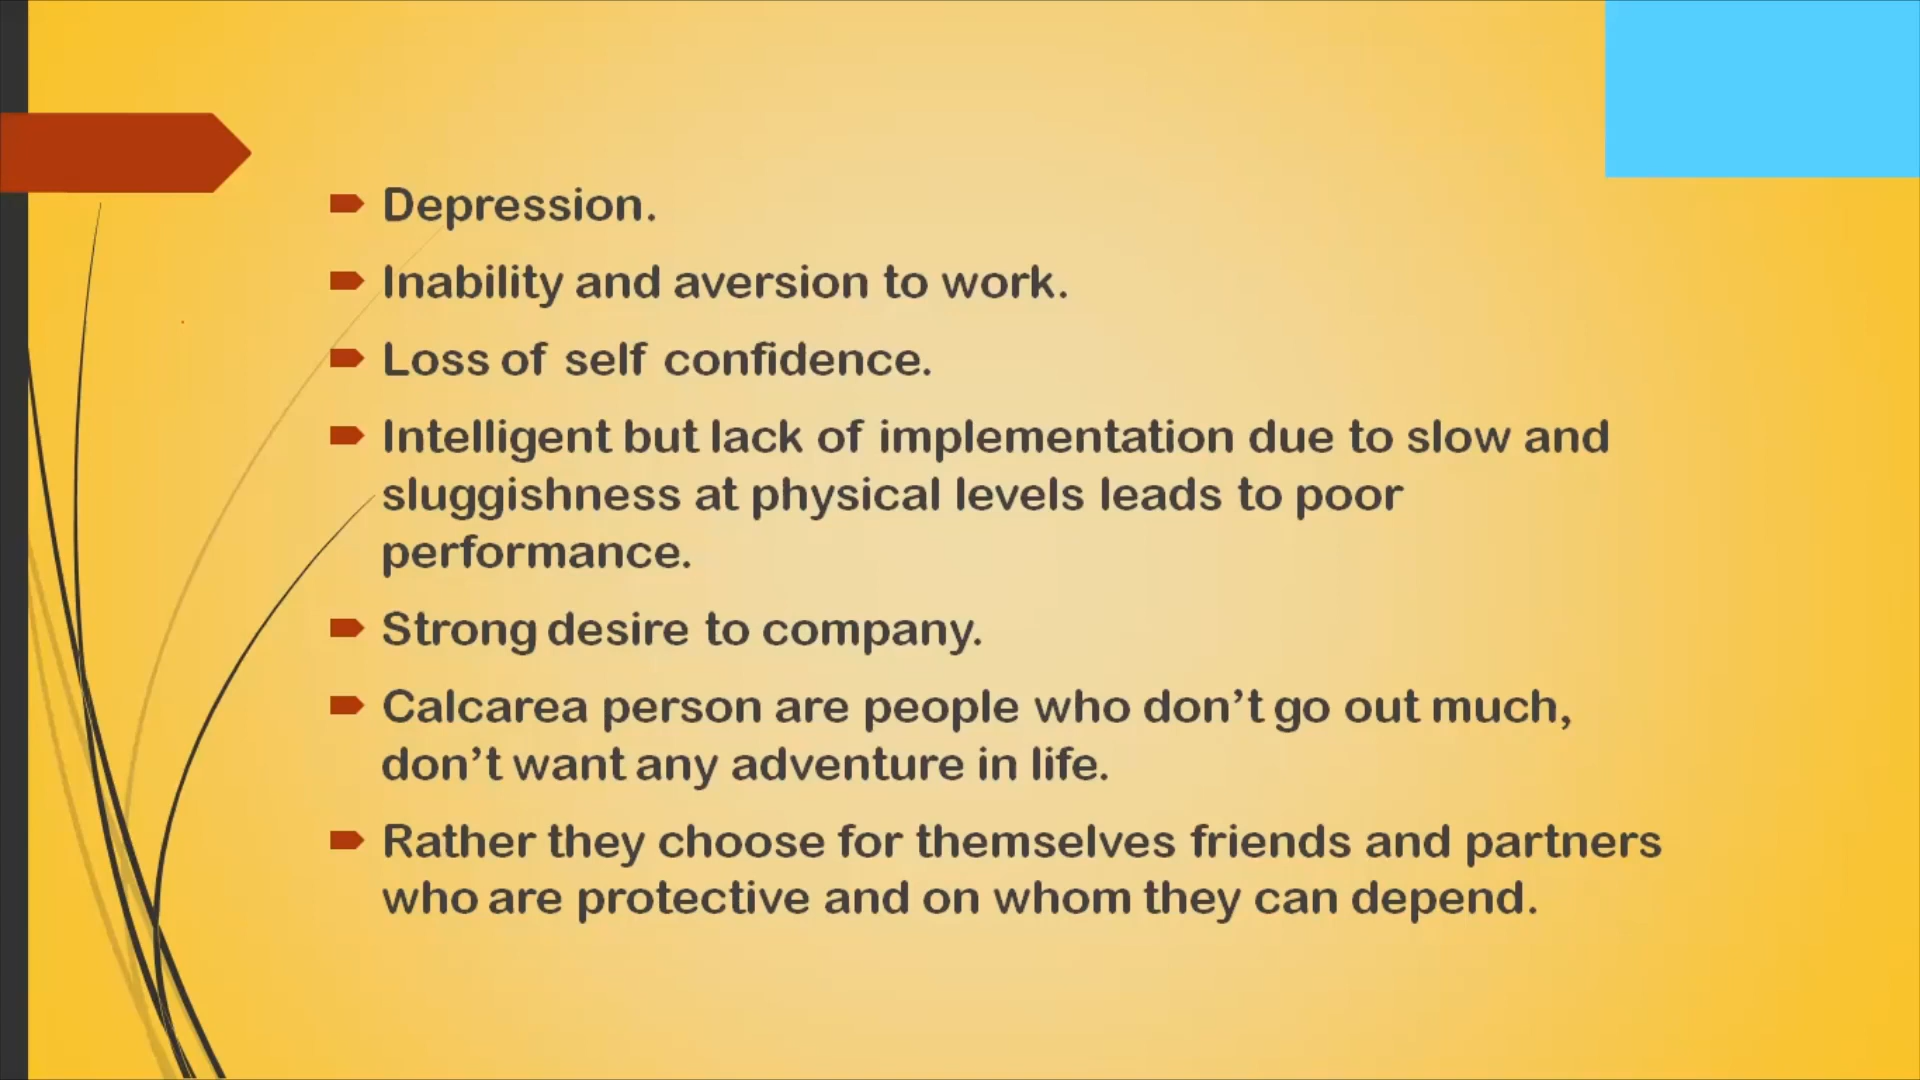 Depression.
Inability and aversion to work.
Loss of self confidence.
Intelligent but lack of implementation due to slow and
sluggishness at physical levels leads to poor
performance.
Strong desire to company.
Calcarea person are people who don’t go out much,
don’t want any adventure in life.
Rather they choose for themselves friends and partners
who are protective and on whom they can depend.